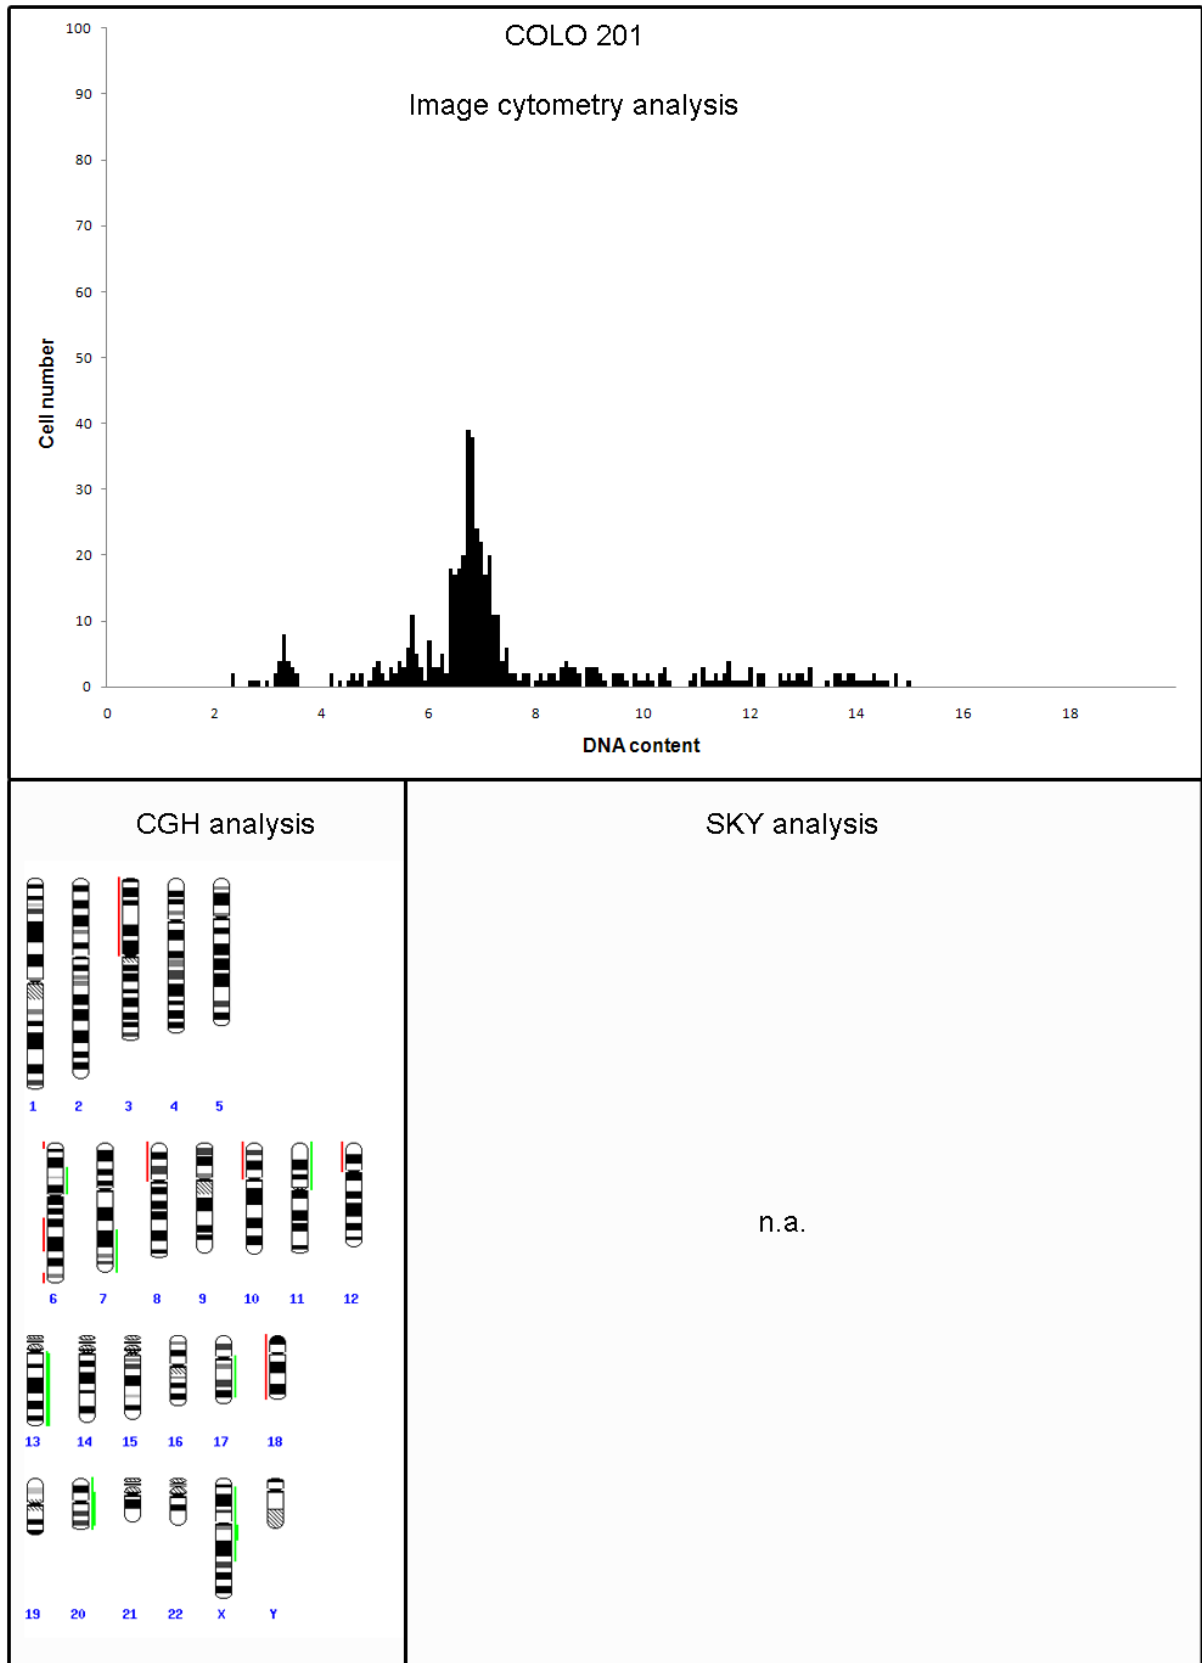 COLO 201
Image cytometry analysis
100
90
80
70
60
50
40
30
20
10
0
Cell number
0 2 4 6 8 10 12 14 16 18
DNA content
CGH analysis
1 2 3 4 5
6 7 8 9 10 11 12
13 14 15 16 17 18
19 20 21 22 X Y
SKY analysis
n.a.